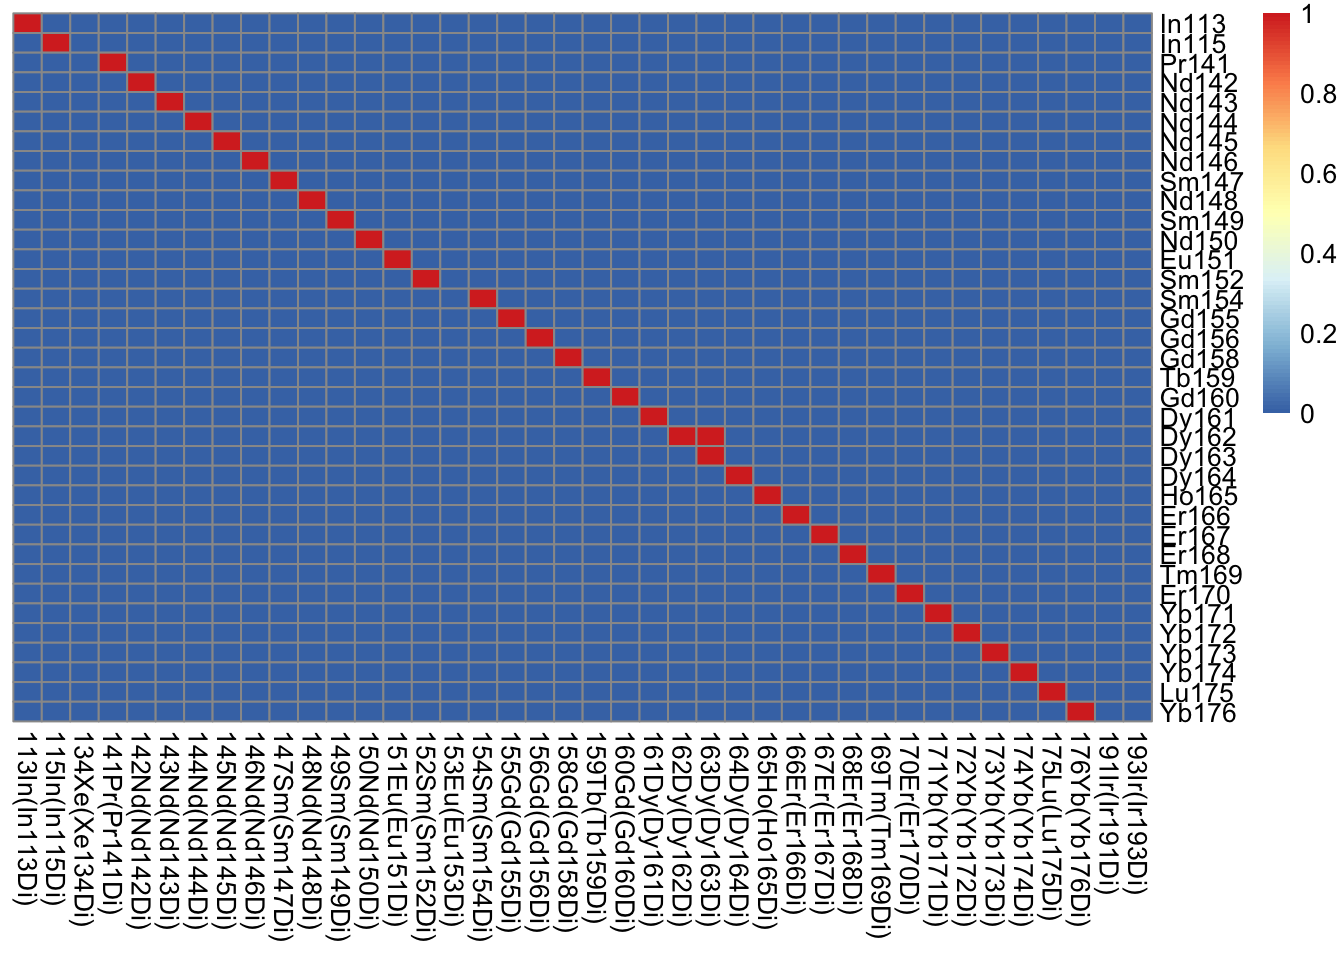 In113
In115
Pr141
Nd142
Nd143
Nd144
Nd145
Nd146
Sm147
Nd148
Sm149
Nd150
Eu151
Sm152
Sm154
Gd155
Gd156
Gd158
Tb159
Gd160
Dy161
Dy162
Dy163
Dy164
Ho165
Er166
Er167
Er168
Tm169
Er170
Yb171
Yb172
Yb173
Yb174
Lu175
Yb176
1
0.8
0.6
0.4
0.2
0
113In(In113Di)
115In(In115Di)
134Xe(Xe134Di)
141Pr(Pr141Di)
142Nd(Nd142Di)
143Nd(Nd143Di)
144Nd(Nd144Di)
145Nd(Nd145Di)
146Nd(Nd146Di)
147Sm(Sm147Di)
148Nd(Nd148Di)
149Sm(Sm149Di)
150Nd(Nd150Di)
151Eu(Eu151Di)
152Sm(Sm152Di)
153Eu(Eu153Di)
154Sm(Sm154Di)
155Gd(Gd155Di)
156Gd(Gd156Di)
158Gd(Gd158Di)
159Tb(Tb159Di)
160Gd(Gd160Di)
161Dy(Dy161Di)
162Dy(Dy162Di)
163Dy(Dy163Di)
164Dy(Dy164Di)
165Ho(Ho165Di)
166Er(Er166Di)
167Er(Er167Di)
168Er(Er168Di)
169Tm(Tm169Di)
170Er(Er170Di)
171Yb(Yb171Di)
172Yb(Yb172Di)
173Yb(Yb173Di)
174Yb(Yb174Di)
175Lu(Lu175Di)
176Yb(Yb176Di)
191Ir(Ir191Di)
193Ir(Ir193Di)